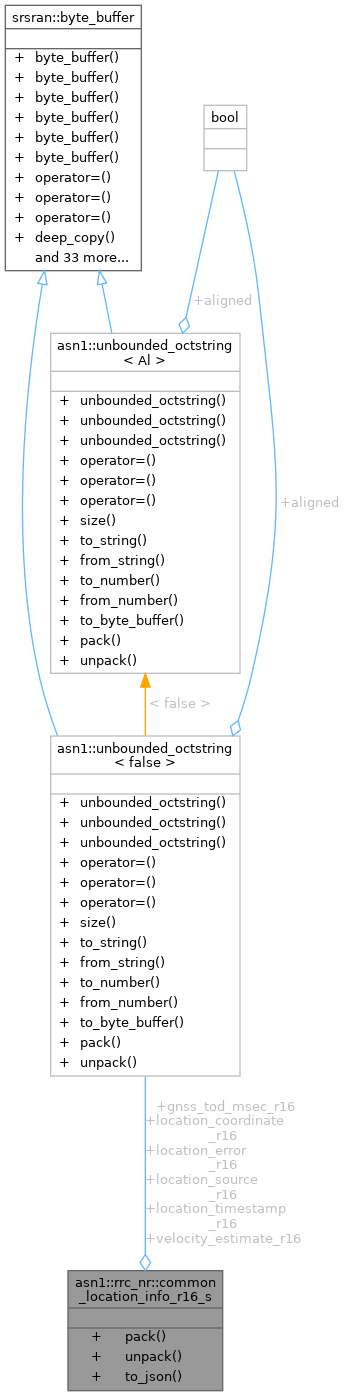 srsran::byte_buffer
+ byte_buffer()
+ byte_buffer()
+ byte_buffer()
+ byte_buffer()
+ byte_buffer()
+ byte_buffer()
+ operator=()
+ operator=()
+ operator=()
+ deep_copy()
and 33 more...
bool
+aligned
asn1::unbounded_octstring
< Al >
+ unbounded_octstring()
+ unbounded_octstring()
+ unbounded_octstring()
+ operator=()
+ operator=()
+ operator=()
+ size()
+ to_string()
+ from_string()
+ to_number()
+ from_number()
+ to_byte_buffer()
+ pack()
+ unpack()
+aligned
< false >
asn1::unbounded_octstring
< false >
+ unbounded_octstring()
+ unbounded_octstring()
+ unbounded_octstring()
+ operator=()
+ operator=()
+ operator=()
+ size()
+ to_string()
+ from_string()
+ to_number()
+ from_number()
+ to_byte_buffer()
+ pack()
+ unpack()
+gnss_tod_msec_r16
+location_coordinate
_r16
+location_error
_r16
+location_source
_r16
+location_timestamp
_r16
+velocity_estimate_r16
asn1::rrc_nr::common
_location_info_r16_s
+ pack()
+ unpack()
+ to_json()